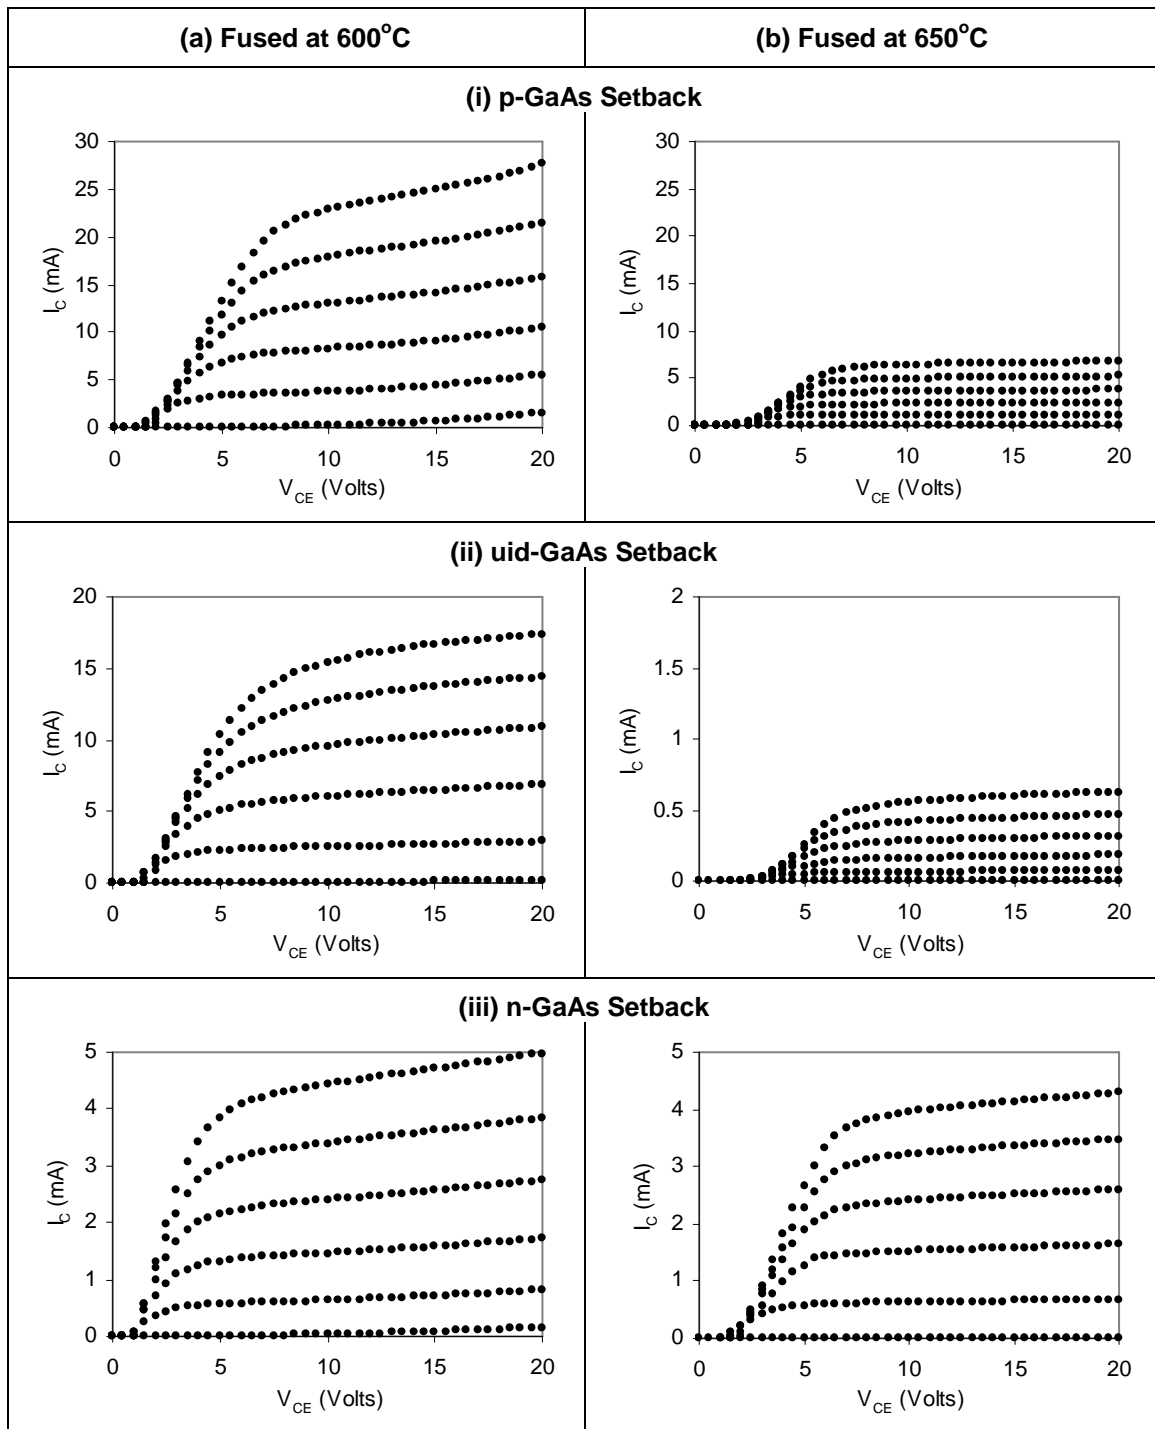 (a) Fused at 600°C
(b) Fused at 650°C
(i) p-GaAs Setback
30
25
20
15
10
5
0
I_C (mA)
0 5 10 15 20
V_CE (Volts)
30
25
20
15
10
5
0
I_C (mA)
0 5 10 15 20
V_CE (Volts)
(ii) uid-GaAs Setback
20
15
10
5
0
I_C (mA)
0 5 10 15 20
V_CE (Volts)
2
1.5
1
0.5
0
I_C (mA)
0 5 10 15 20
V_CE (Volts)
(iii) n-GaAs Setback
5
4
3
2
1
0
I_C (mA)
0 5 10 15 20
V_CE (Volts)
5
4
3
2
1
0
I_C (mA)
0 5 10 15 20
V_CE (Volts)